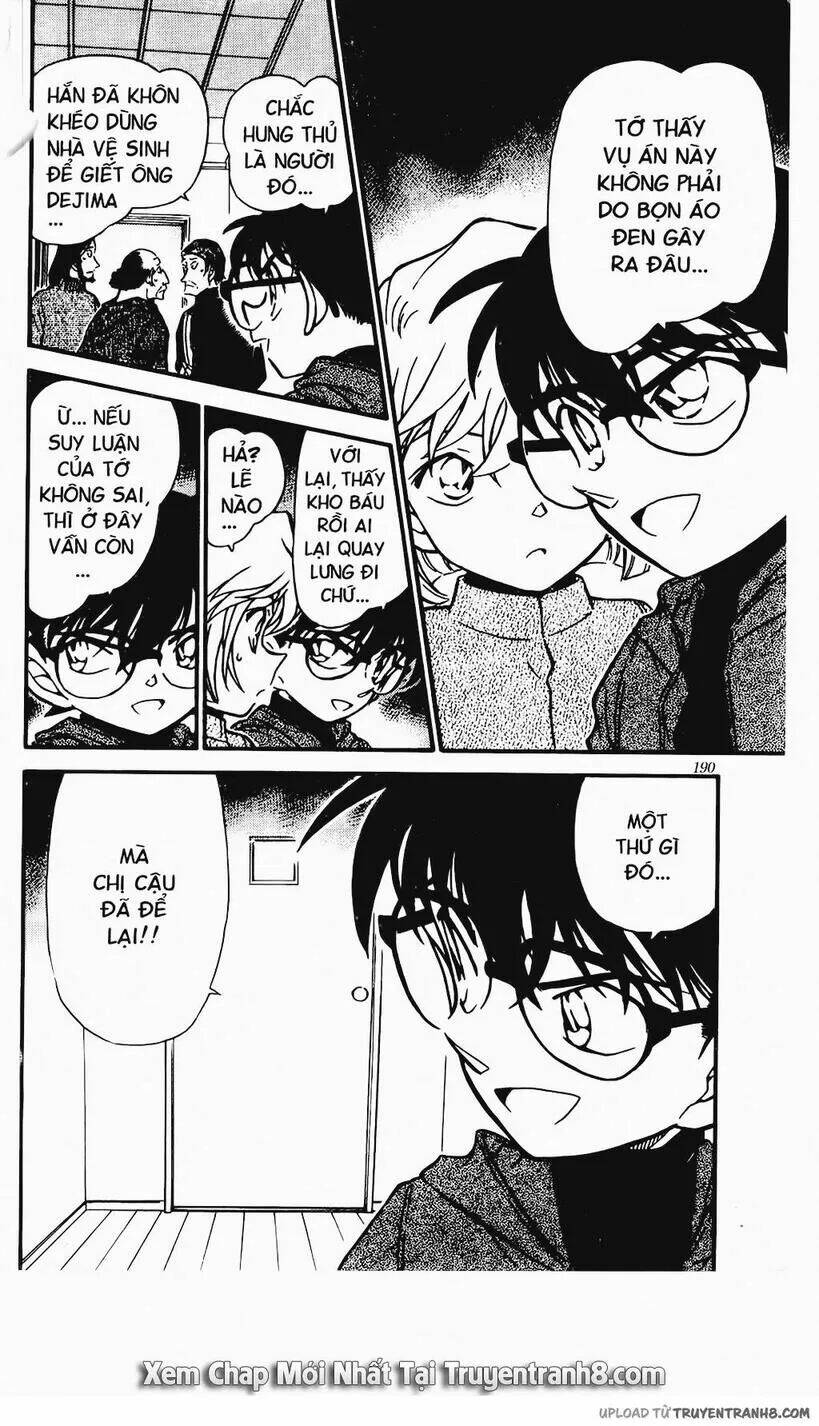 TỚ THẤY
VỤ ÁN NÀY
KHÔNG PHẢI
DO BỌN ÁO
ĐEN GÂY
RA ĐÂU...
CHẮC
HUNG THỦ
LÀ NGƯỜI
ĐÓ...
HẮN ĐÃ KHÔN
KHÉO DÙNG
NHÀ VỆ SINH
ĐỂ GIẾT ÔNG
DEJIMA
...
VỚI
LẠI, THẤY
KHO BÁU
RỒI AI
LẠI QUAY
LƯNG ĐI
CHỨ...
HẢ?
LẼ
NÀO
...
Ừ... NẾU
SUY LUẬN
CỦA TỚ
KHÔNG SAI,
THÌ Ở ĐÂY
VẪN CÒN
...
190
MỘT
THỨ GÌ
ĐÓ...
MÀ
CHỊ CẬU
ĐÃ ĐỂ
LẠI!!
Xem Chap Mới Nhất Tại Truyentranh8.com
UPLOAD TỪ TRUYENTRANH8.COM